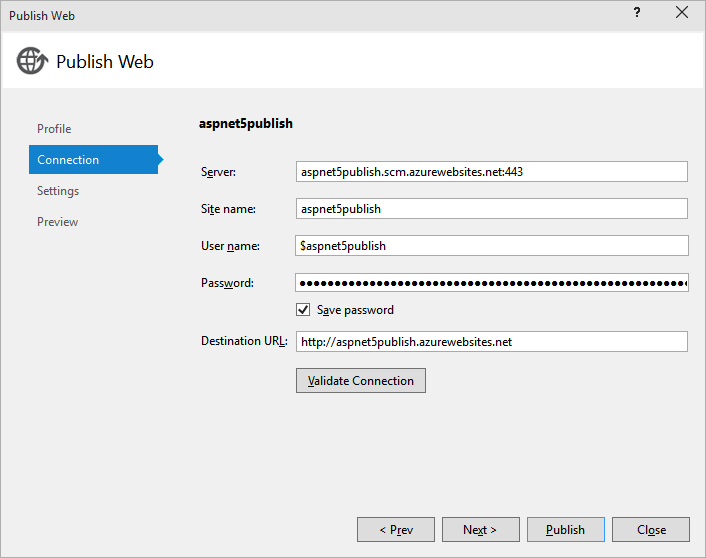 Publish Web
?
Publish Web
Profile
Connection
Settings
Preview
aspnet5publish
Server: aspnet5publish.scm.azurewebsites.net:443
Site name: aspnet5publish
User name: $aspnet5publish
Password: ●●●●●●●●●●●●●●●●●●●●●●●●●●●●●●●●●●●●●●●●●●●●●●●●●●●●●●●●
Save password
Destination URL: http://aspnet5publish.azurewebsites.net
Validate Connection
< Prev Next > Publish Close